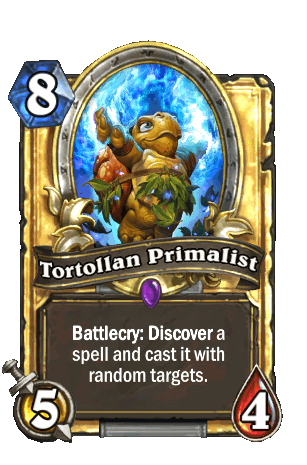 8
Tortollan Primalist
Battlecry: Discover a
spell and cast it with
random targets.
5
4